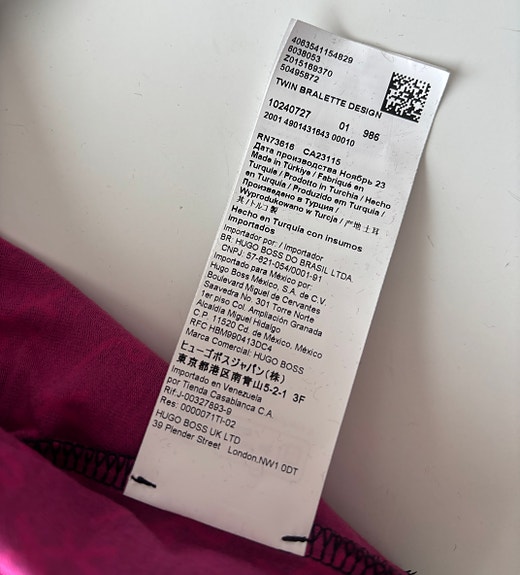 4063541154829
6038053
Z015169370
50495872
TWIN BRALETTE DESIGN
10240727 01 986
2001 4901431643 00010
RN73616 CA23115
Дата производства Ноябрь 23
Made in Türkiye / Fabriqué en
Turquie / Prodotto in Turchia / Hecho
en Turquía / Produzido em Turquia /
Произведено в Турции /
Wyprodukowano w Turcja / 产地 土耳
其 / トルコ製
Hecho en Turquía con insumos
importados
Importador por: / Importador
BR: HUGO BOSS DO BRASIL LTDA.
CNPJ: 57-621-054/0001-91
Importado para México por:
Hugo Boss México, S.A. de C.V.
Boulevard Miguel de Cervantes
Saavedra No. 301 Torre Norte
1er piso Col. Ampliación Granada
Alcaldía Miguel Hidalgo
C.P. 11520 Cd. de México, México
RFC HBM990413DC4
Marca Comercial: HUGO BOSS
ヒューゴボスジャパン(株)
東京都港区南青山5-2-1 3F
Importado en Venezuela
por Tienda Casablanca C.A.
Rif.J-00327893-9
Res: 0000071TI-02
HUGO BOSS UK LTD
39 Plender Street London.NW1 0DT